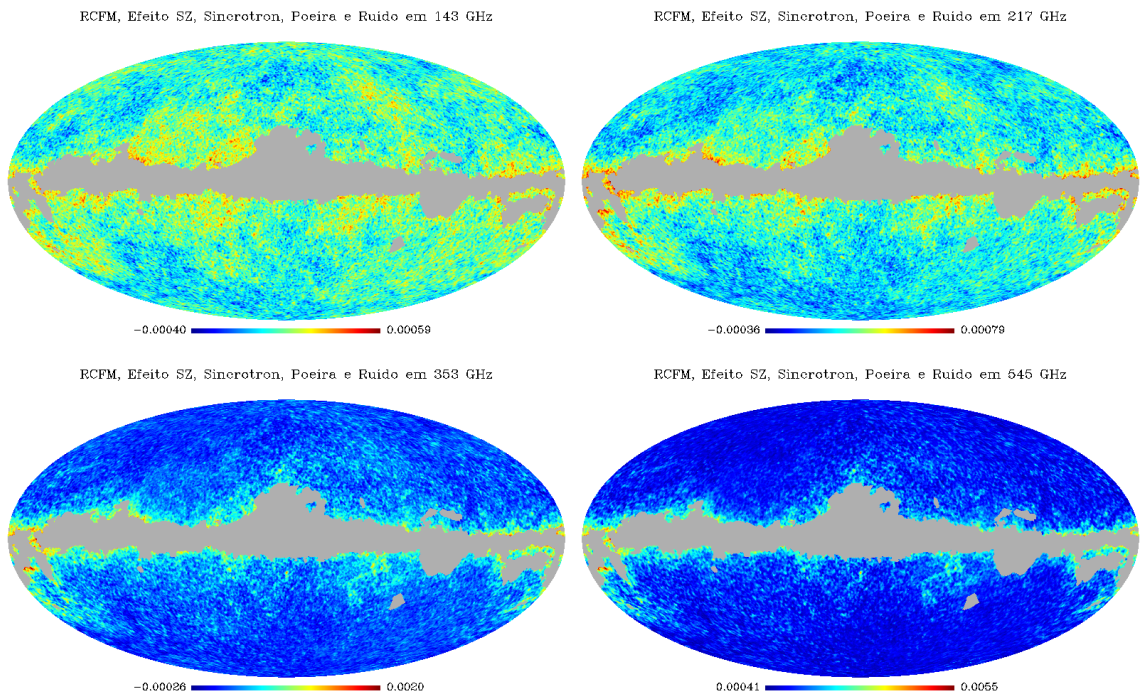 RCFM, Efeito SZ, Sincrotron, Poeira e Ruido em 143 GHz
RCFM, Efeito SZ, Sincrotron, Poeira e Ruido em 217 GHz
−0.00040 0.00059
−0.00036 0.00079
RCFM, Efeito SZ, Sincrotron, Poeira e Ruido em 353 GHz
RCFM, Efeito SZ, Sincrotron, Poeira e Ruido em 545 GHz
−0.00026 0.0020
0.00041 0.0055